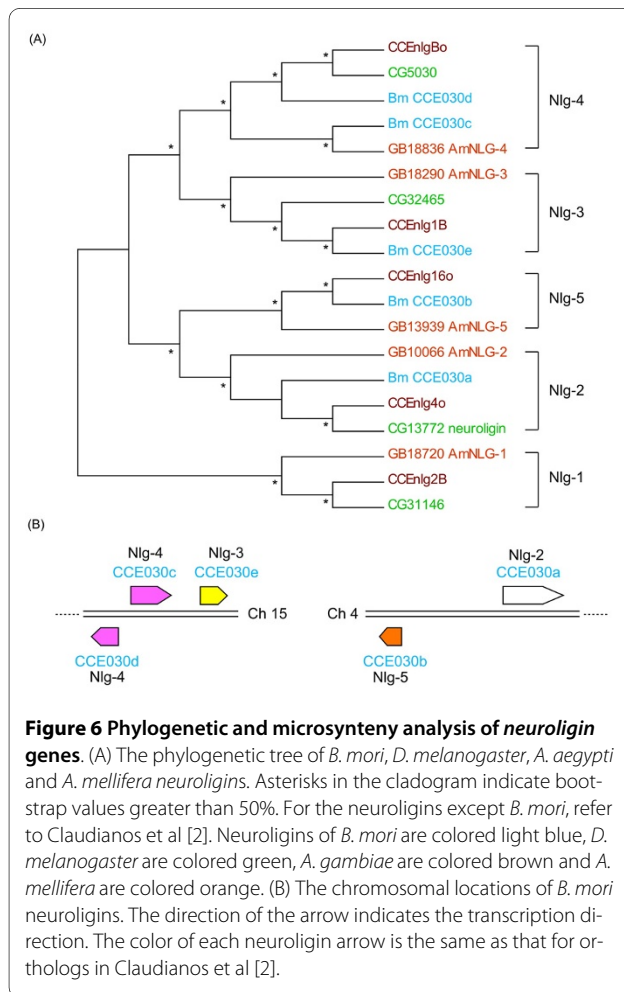 (A)
CCEnlgBo
CG5030
Bm CCE030d
Bm CCE030c
GB18836 AmNLG-4
Nlg-4
GB18290 AmNLG-3
CG32465
CCEnlg1B
Bm CCE030e
Nlg-3
CCEnlg16o
Bm CCE030b
GB13939 AmNLG-5
Nlg-5
GB10066 AmNLG-2
Bm CCE030a
CCEnlg4o
CG13772 neuroligin
Nlg-2
GB18720 AmNLG-1
CCEnlg2B
CG31146
Nlg-1
(B)
Nlg-4
CCE030c
Nlg-3
CCE030e
Nlg-2
CCE030a
Ch 15
Ch 4
CCE030d
Nlg-4
CCE030b
Nlg-5
Figure 6 Phylogenetic and microsynteny analysis of neuroligin
genes. (A) The phylogenetic tree of B. mori, D. melanogaster, A. aegypti
and A. mellifera neuroligins. Asterisks in the cladogram indicate boot-
strap values greater than 50%. For the neuroligins except B. mori, refer
to Claudianos et al [2]. Neuroligins of B. mori are colored light blue, D.
melanogaster are colored green, A. gambiae are colored brown and A.
mellifera are colored orange. (B) The chromosomal locations of B. mori
neuroligins. The direction of the arrow indicates the transcription di-
rection. The color of each neuroligin arrow is the same as that for or-
thologs in Claudianos et al [2].